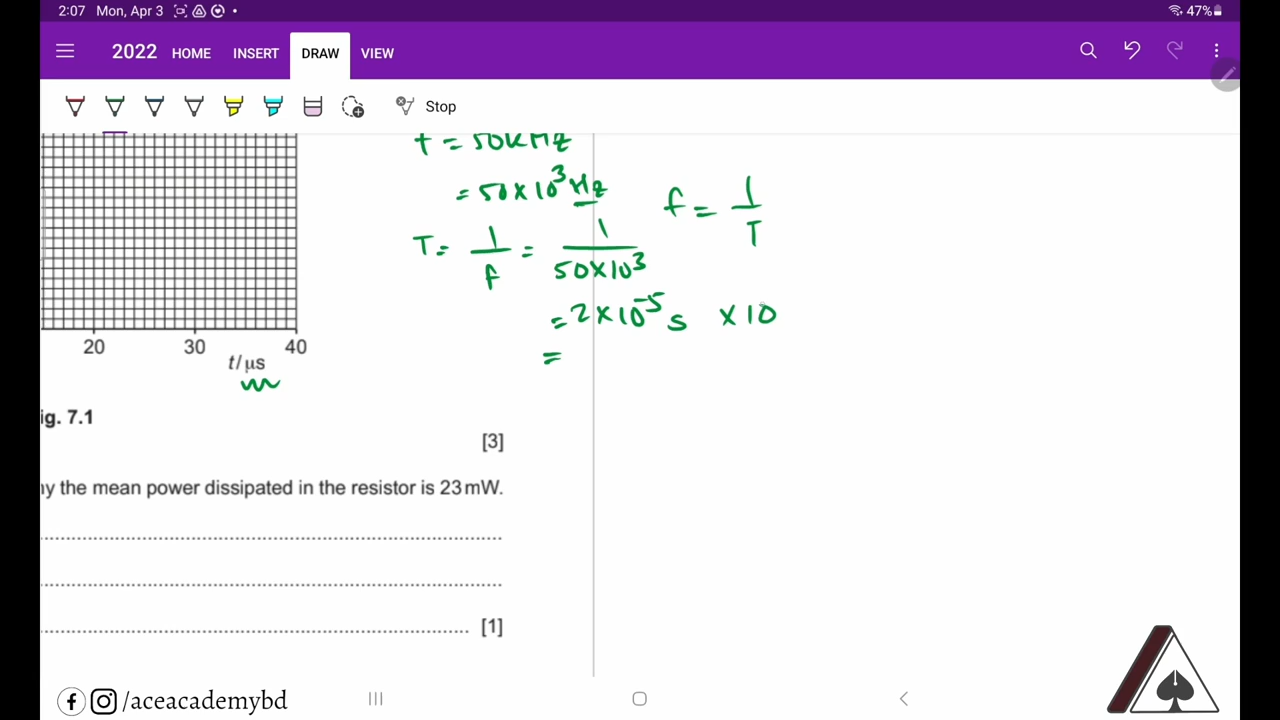 2:07 Mon, Apr 3
47%
2022 HOME INSERT DRAW VIEW
Stop
f = 50kHz
= 50×10³ Hz
f = 1/T
T = 1/f = 1/50×10³
= 2×10⁻⁵ s ×10
=
20 30 40
t/μs
ig. 7.1
[3]
y the mean power dissipated in the resistor is 23 mW.
[1]
/aceacademybd